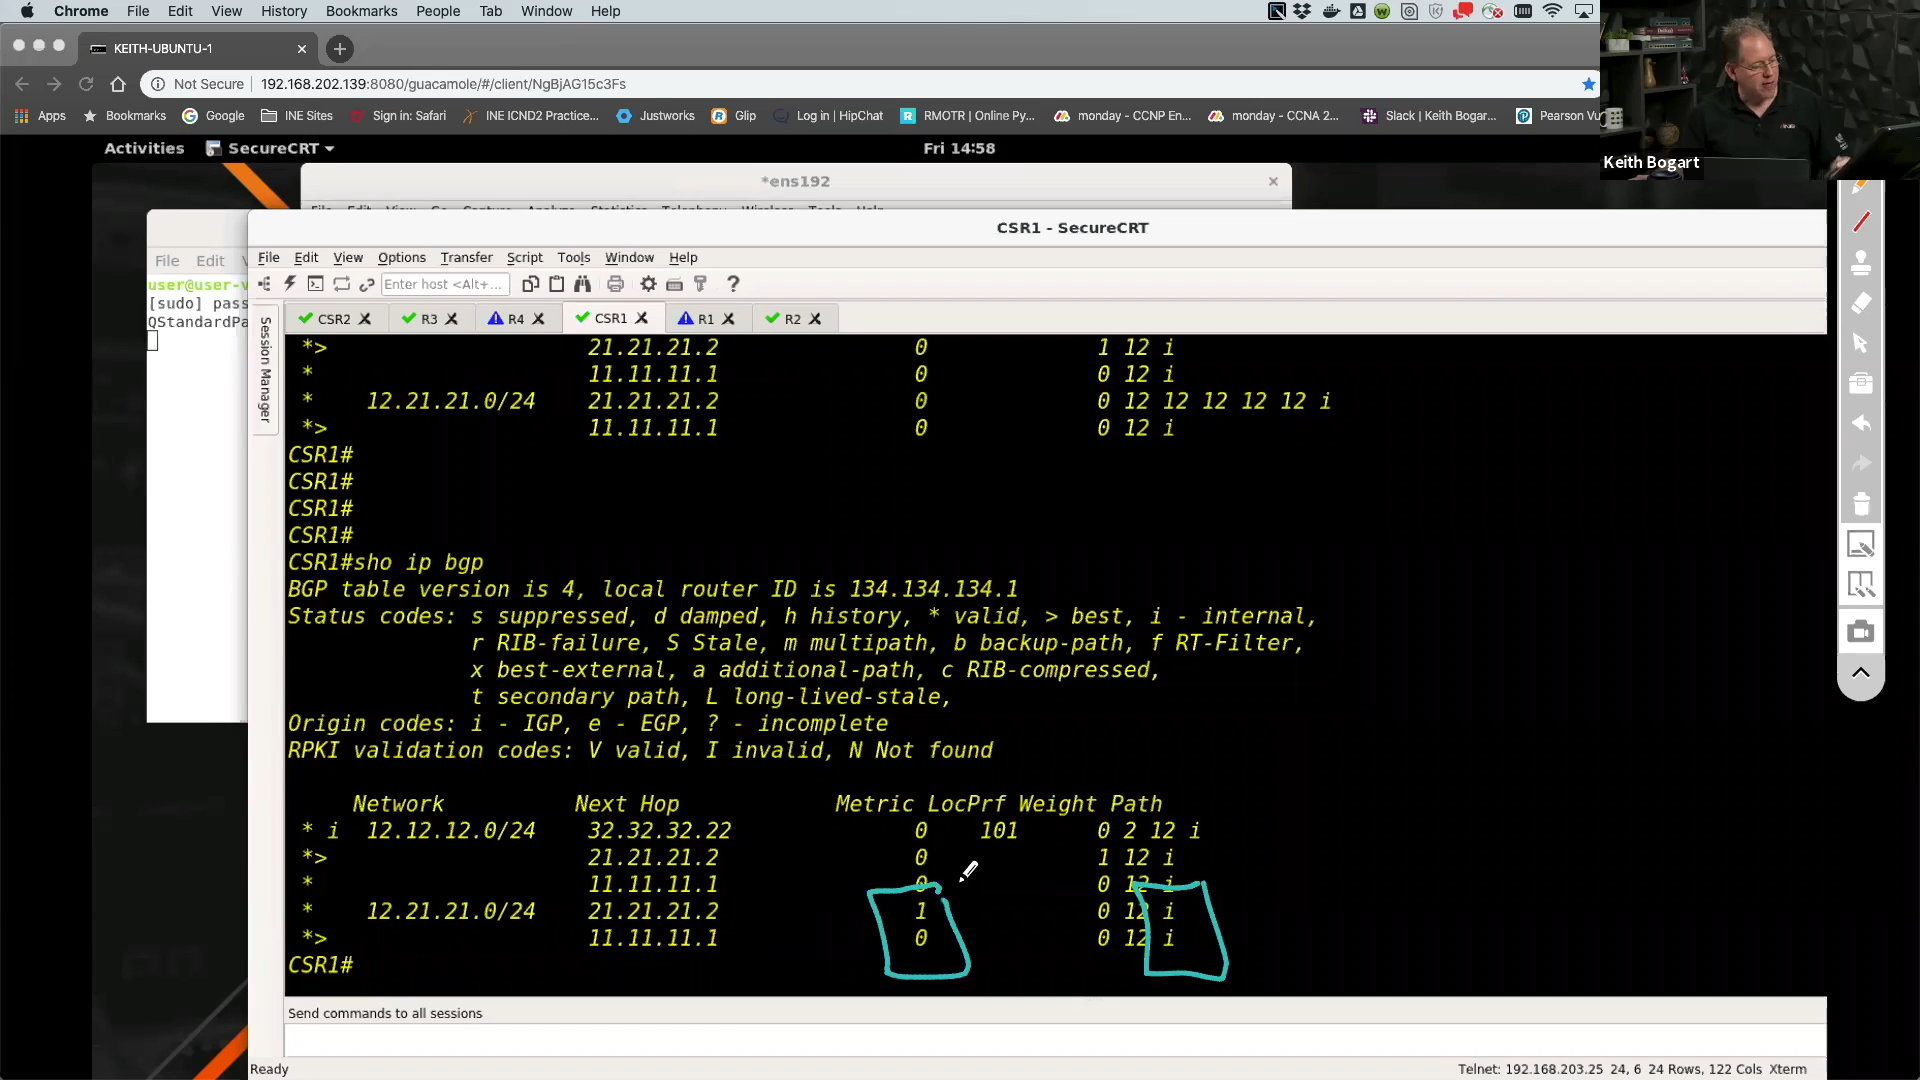 Chrome File Edit View History Bookmarks People Tab Window Help
KEITH-UBUNTU-1
Not Secure 192.168.202.139:8080/guacamole/#/client/NgBjAG15c3Fs
Apps Bookmarks Google INE Sites Sign in: Safari INE ICND2 Practice... Justworks Glip Log in | HipChat RMOTR | Online Py... monday - CCNP En... monday - CCNA 2... Slack | Keith Bogar... Pearson Vu
Keith Bogart
Activities SecureCRT Fri 14:58
*ens192
CSR1 - SecureCRT
File Edit
File Edit View Options Transfer Script Tools Window Help
Enter host <Alt+...
user@user-v
[sudo] pass
QStandardPa
Session Manager
CSR2 R3 R4 CSR1 R1 R2
*> 21.21.21.2 0 1 12 i
* 11.11.11.1 0 0 12 i
* 12.21.21.0/24 21.21.21.2 0 0 12 12 12 12 12 i
*> 11.11.11.1 0 0 12 i
CSR1#
CSR1#
CSR1#
CSR1#
CSR1#sho ip bgp
BGP table version is 4, local router ID is 134.134.134.1
Status codes: s suppressed, d damped, h history, * valid, > best, i - internal,
r RIB-failure, S Stale, m multipath, b backup-path, f RT-Filter,
x best-external, a additional-path, c RIB-compressed,
t secondary path, L long-lived-stale,
Origin codes: i - IGP, e - EGP, ? - incomplete
RPKI validation codes: V valid, I invalid, N Not found
Network Next Hop Metric LocPrf Weight Path
* i 12.12.12.0/24 32.32.32.22 0 101 0 2 12 i
*> 21.21.21.2 0 1 12 i
* 11.11.11.1 0 0 12 i
* 12.21.21.0/24 21.21.21.2 1 0 12 i
*> 11.11.11.1 0 0 12 i
CSR1#
Send commands to all sessions
Ready Telnet: 192.168.203.25 24, 6 24 Rows, 122 Cols Xterm